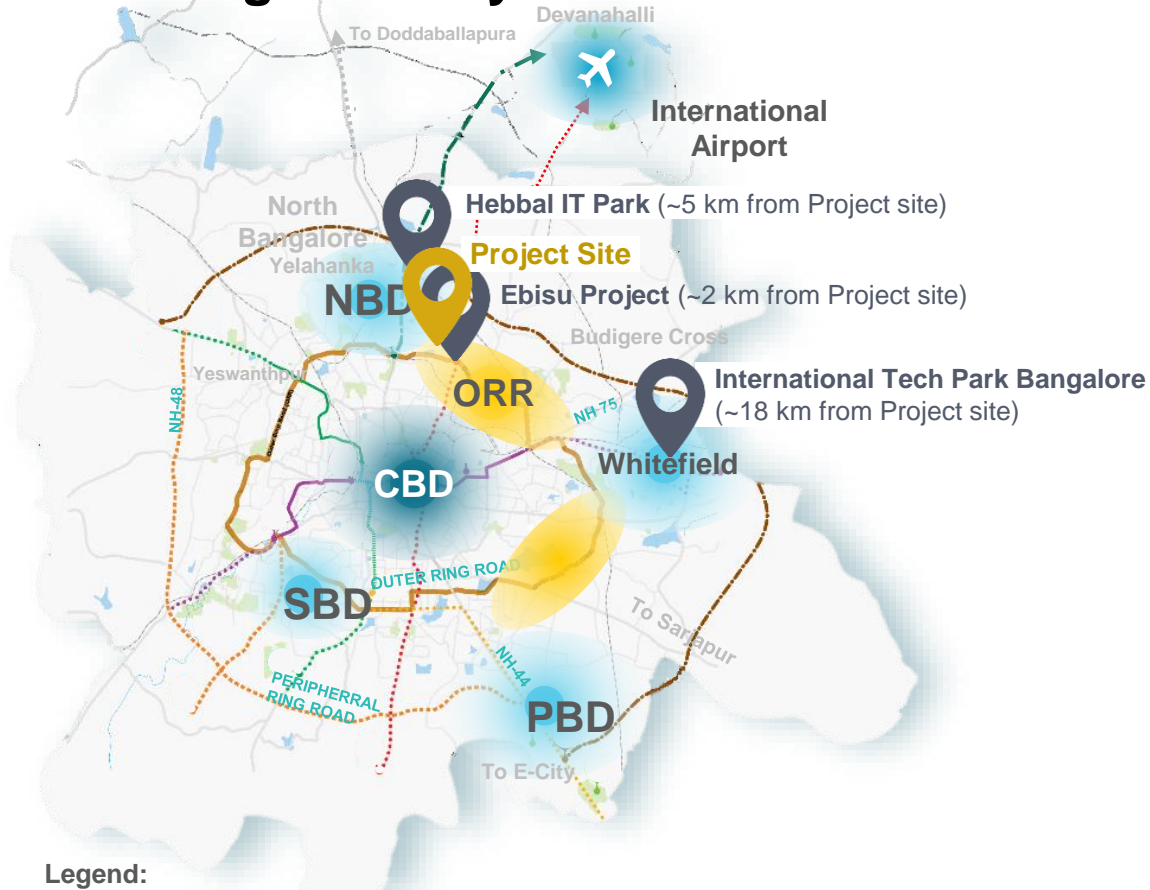 Devanahalli
To Doddaballapura
International
Airport
Hebbal IT Park (~5 km from Project site)
North
Bangalore
Yelahanka
Project Site
NBD
Ebisu Project (~2 km from Project site)
Budigere Cross
Yeswanthpur
International Tech Park Bangalore
(~18 km from Project site)
ORR
NH-48
NH-75
Whitefield
CBD
OUTER RING ROAD
SBD
To Sarjapur
NH-44
PERIPHERRAL
RING ROAD
PBD
To E-City
Legend: